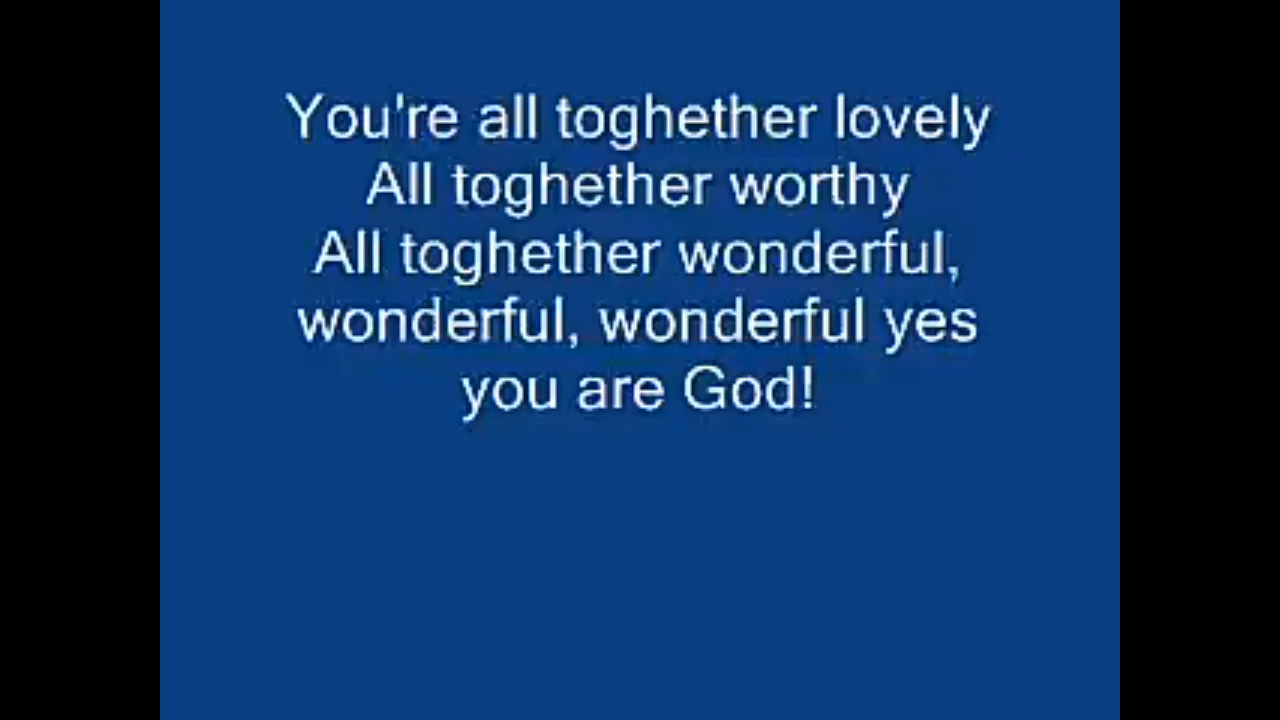 You're all toghether lovely
All toghether worthy
All toghether wonderful,
wonderful, wonderful yes
you are God!